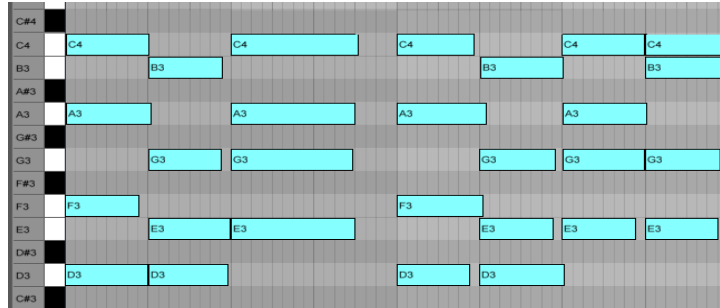 C#4
C4 C4 C4 C4 C4 C4
B3 B3 B3 B3
A#3
A3 A3 A3 A3 A3
G#3
G3 G3 G3 G3 G3 G3
F#3
F3 F3 F3
E3 E3 E3 E3 E3 E3
D#3
D3 D3 D3 D3 D3
C#3